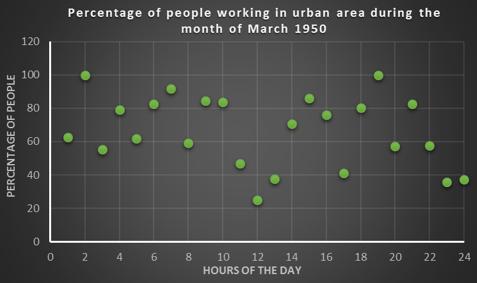 Percentage of people working in urban area during the
month of March 1950
120
100
80
60
40
20
0
PERCENTAGE OF PEOPLE
0 2 4 6 8 10 12 14 16 18 20 22 24
HOURS OF THE DAY